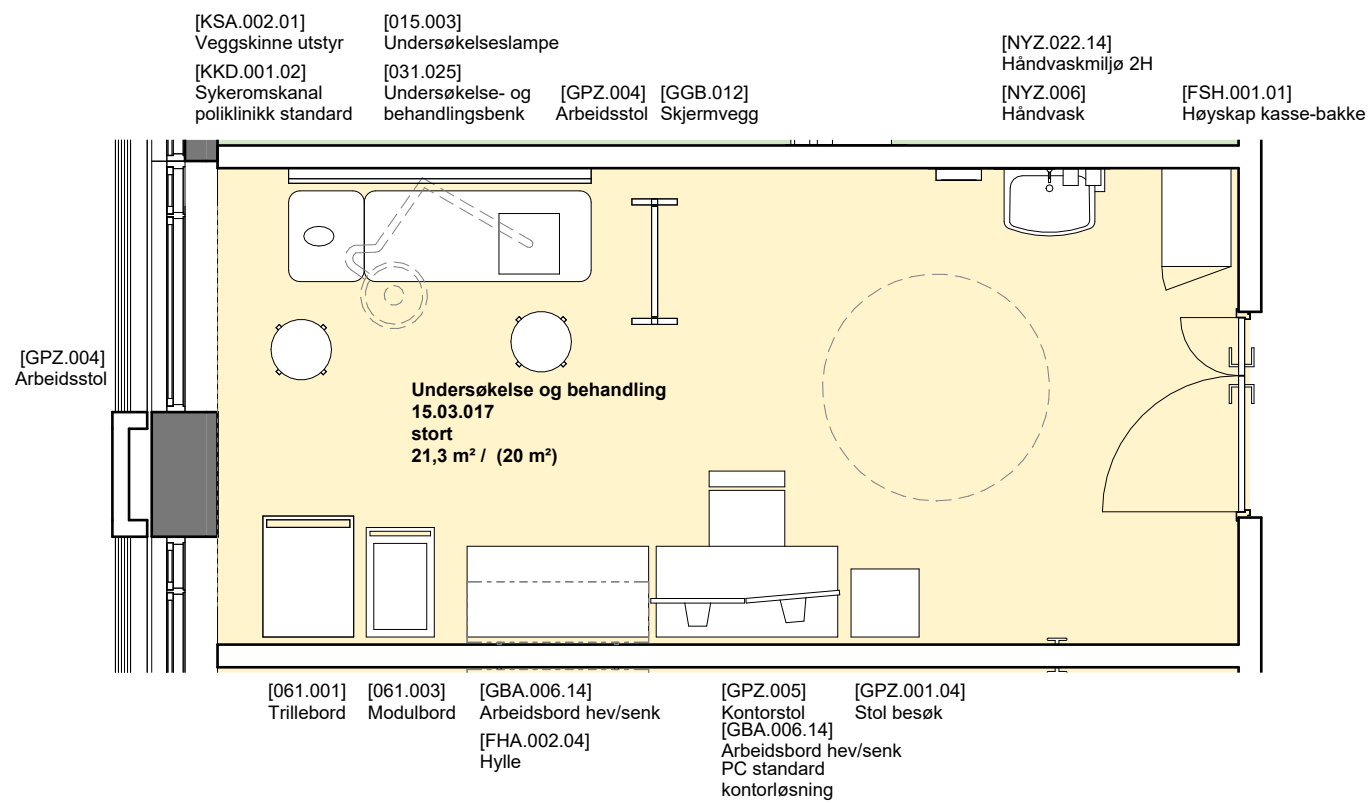 [KSA.002.01]
Veggskinne utstyr
[KKD.001.02]
Sykeromskanal
poliklinikk standard
[015.003]
Undersøkelseslampe
[031.025]
Undersøkelse- og
behandlingsbenk
[GPZ.004]
Arbeidsstol
[GGB.012]
Skjermvegg
[NYZ.022.14]
Håndvaskmiljø 2H
[NYZ.006]
Håndvask
[FSH.001.01]
Høyskap kasse-bakke
[GPZ.004]
Arbeidsstol
Undersøkelse og behandling
15.03.017
stort
21,3 m² / (20 m²)
[061.001]
Trillebord
[061.003]
Modulbord
[GBA.006.14]
Arbeidsbord hev/senk
[FHA.002.04]
Hylle
[GPZ.005]
Kontorstol
[GBA.006.14]
Arbeidsbord hev/senk
PC standard
kontorløsning
[GPZ.001.04]
Stol besøk